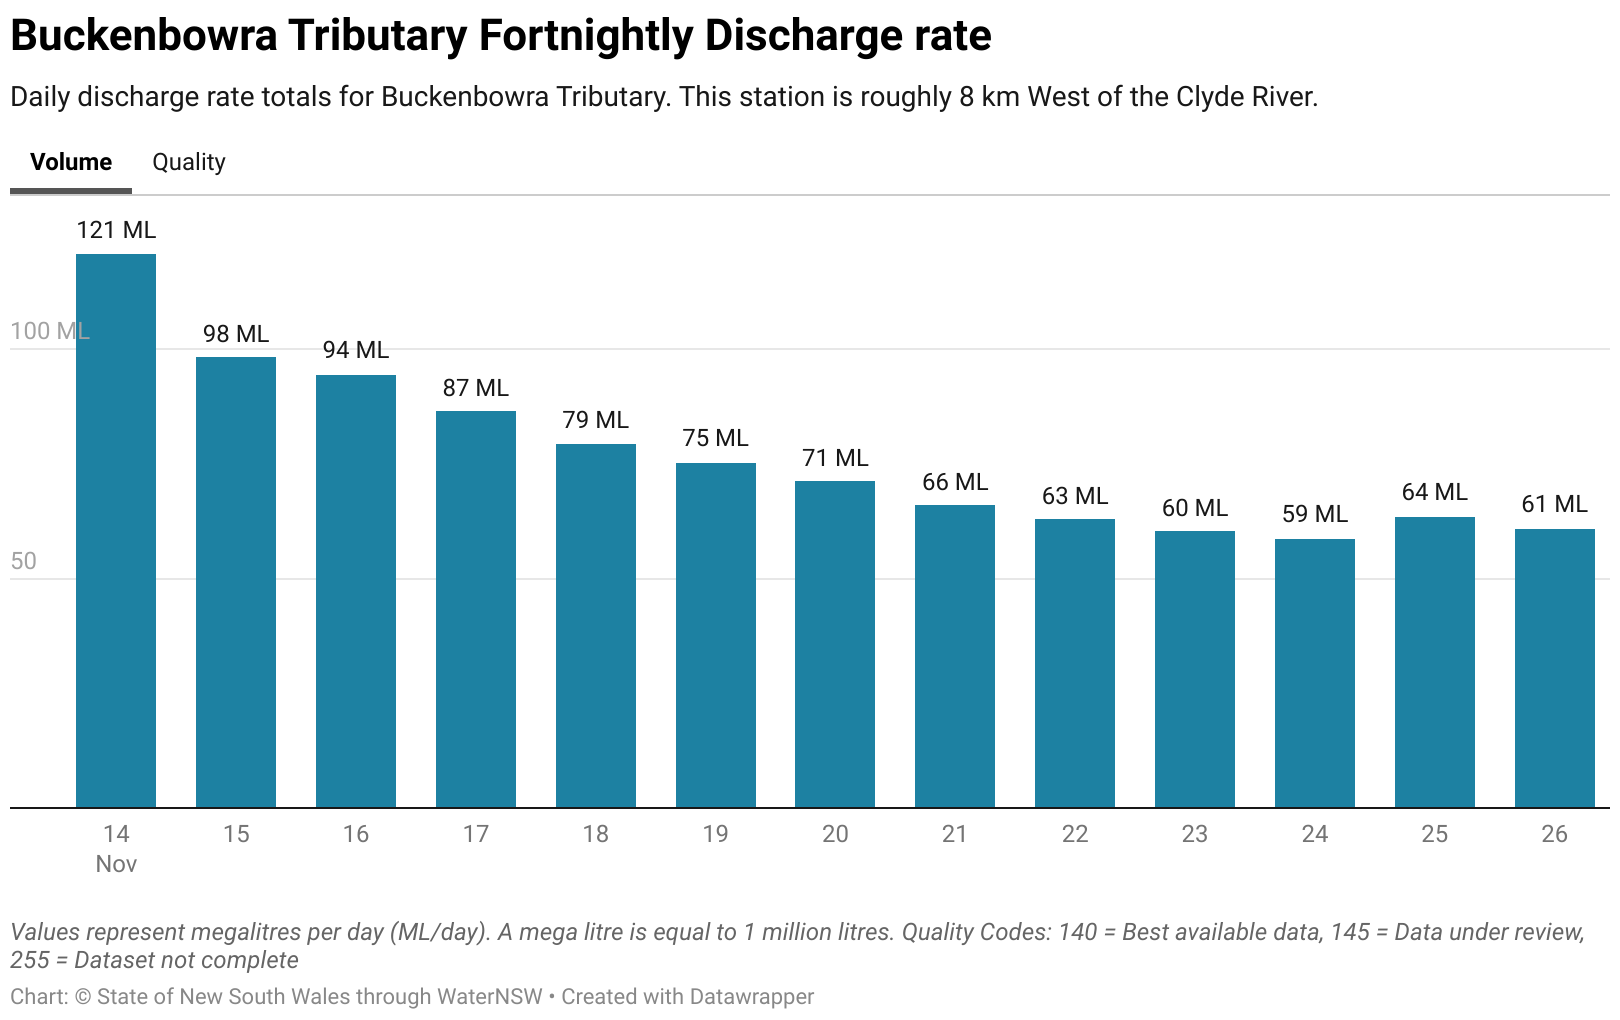 Buckenbowra Tributary Fortnightly Discharge rate
Daily discharge rate totals for Buckenbowra Tributary. This station is roughly 8 km West of the Clyde River.
Volume Quality
121 ML
100 ML
98 ML
94 ML
87 ML
79 ML
75 ML
71 ML
66 ML
63 ML
60 ML
59 ML
64 ML
61 ML
50
14 15 16 17 18 19 20 21 22 23 24 25 26
Nov
Values represent megalitres per day (ML/day). A mega litre is equal to 1 million litres. Quality Codes: 140 = Best available data, 145 = Data under review,
255 = Dataset not complete
Chart: © State of New South Wales through WaterNSW • Created with Datawrapper